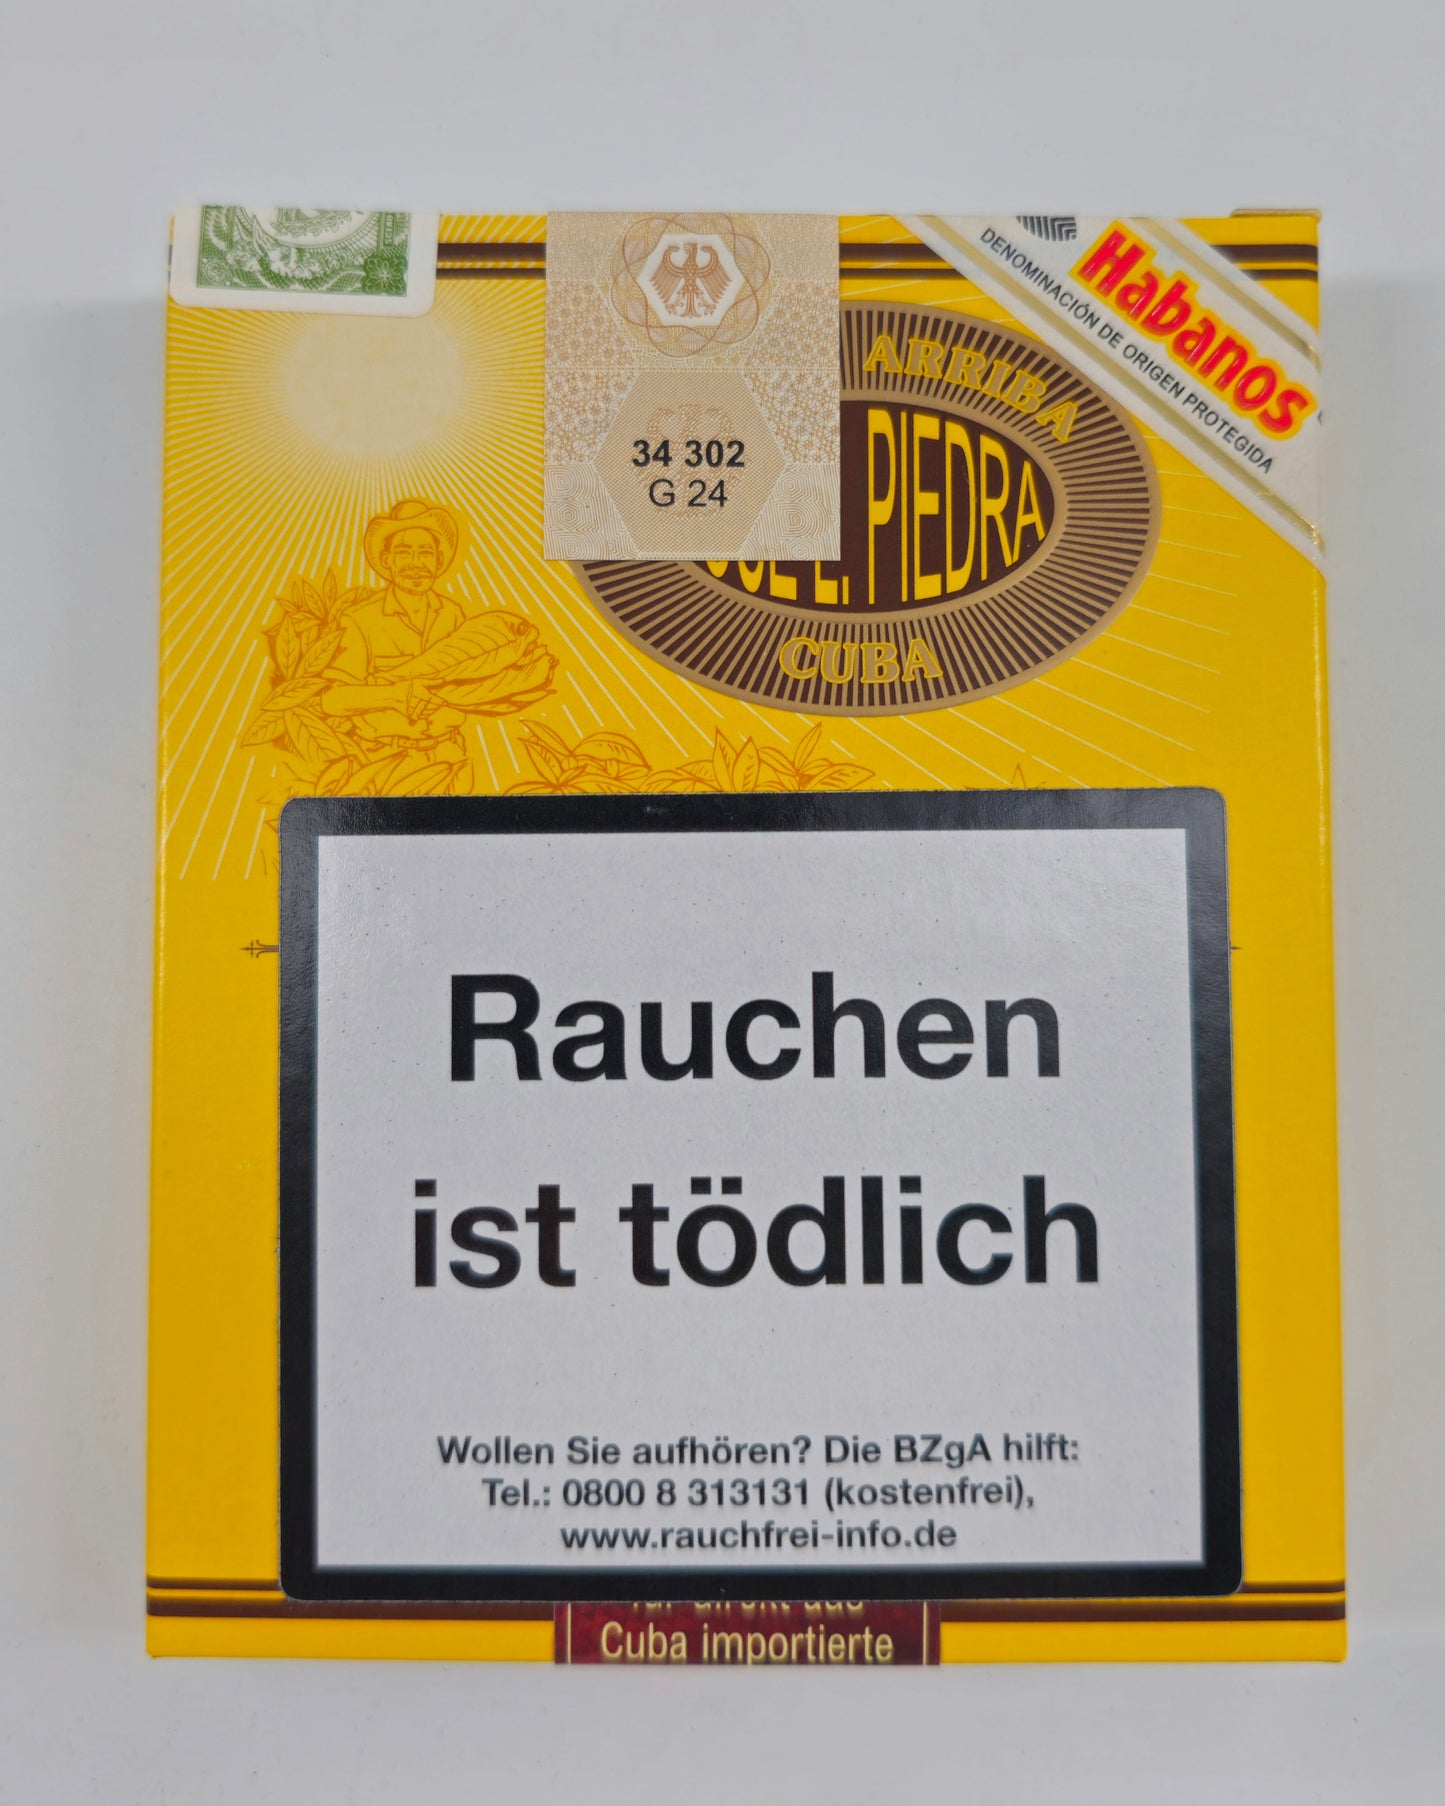 Habanos
DENOMINACIÓN DE ORIGEN PROTEGIDA
ARRIBA
34 302
G 24
L. PIEDRA
CUBA
Rauchen
ist tödlich
Wollen Sie aufhören? Die BZgA hilft:
Tel.: 0800 8 313131 (kostenfrei),
www.rauchfrei-info.de
Cuba importierte